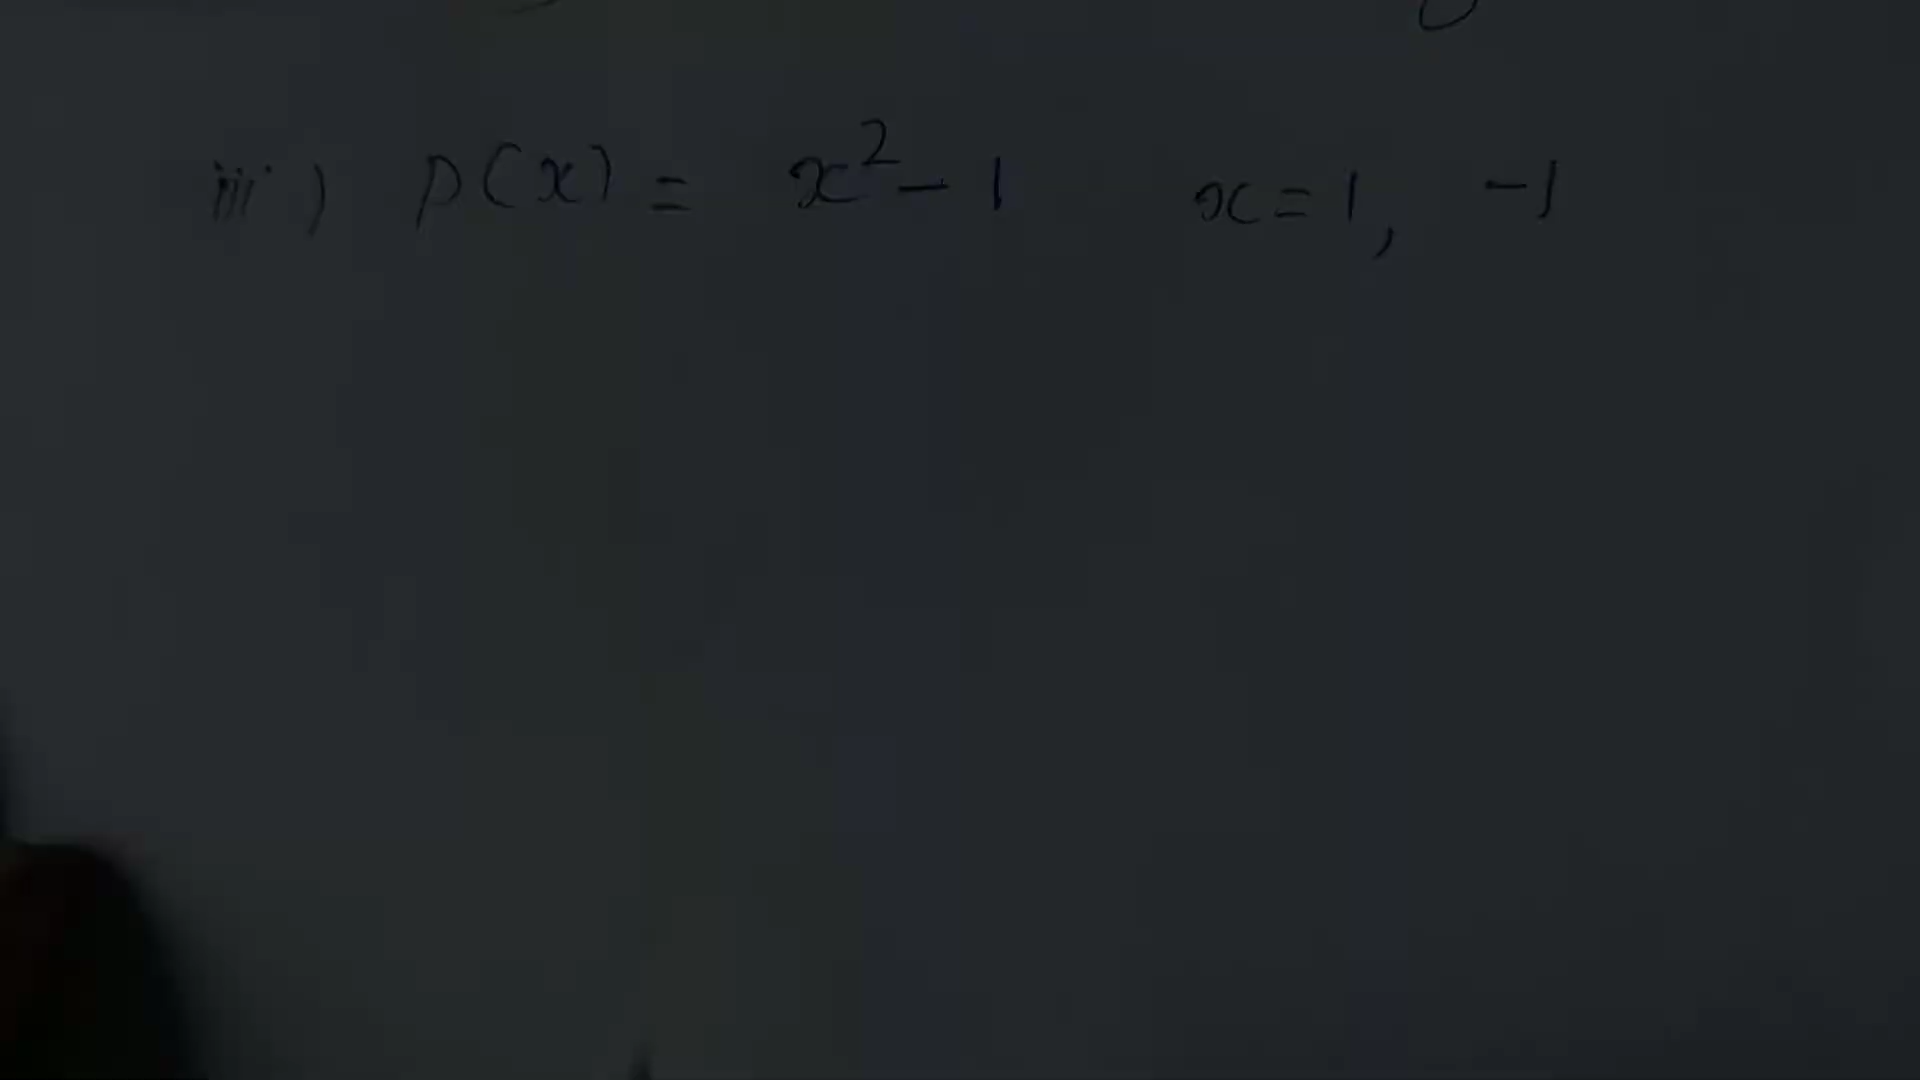 iii) p(x) = x² - 1 x = 1, -1